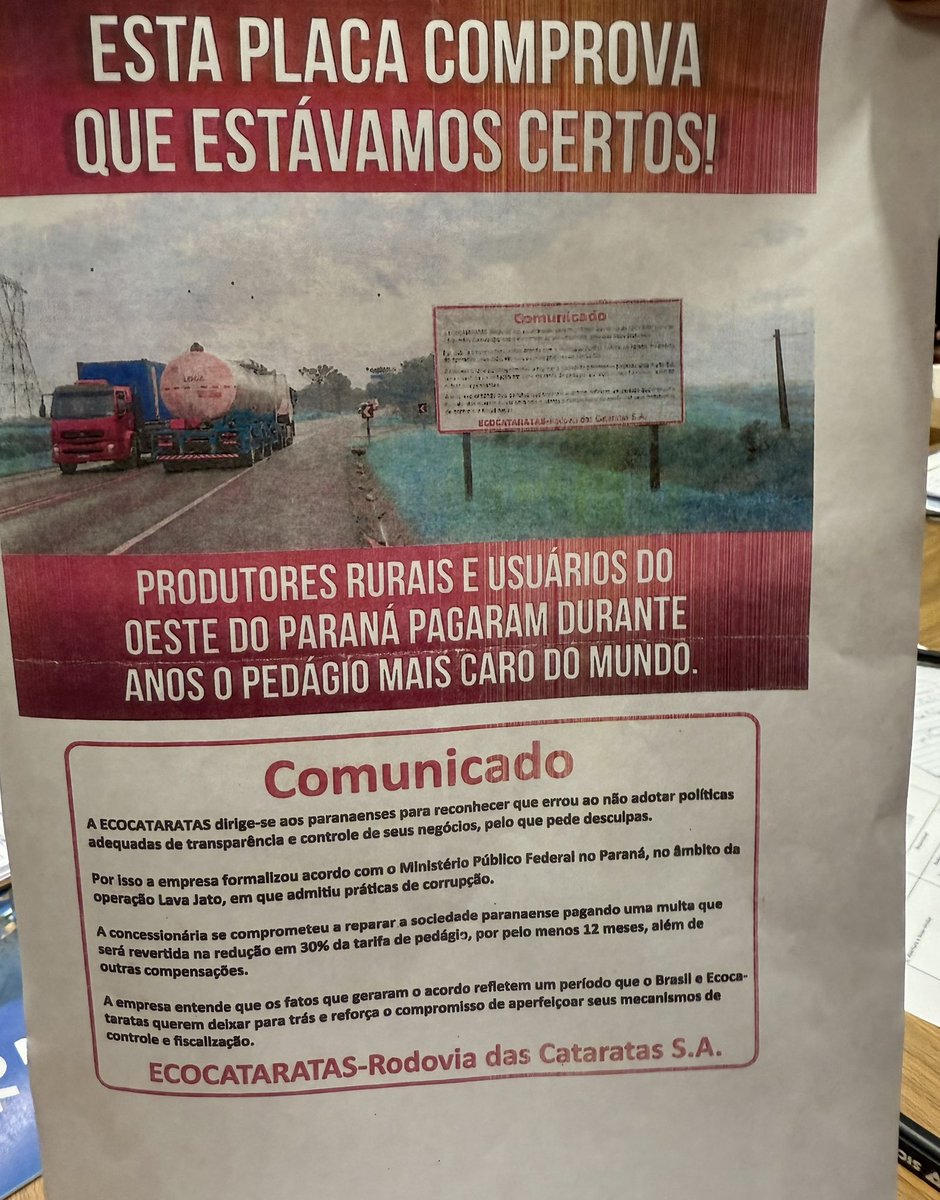 ESTA PLACA COMPROVA
QUE ESTÁVAMOS CERTOS!
Comunicado
ECOCATARATAS-Rodovia das Cataratas S.A.
PRODUTORES RURAIS E USUÁRIOS DO
OESTE DO PARANÁ PAGARAM DURANTE
ANOS O PEDÁGIO MAIS CARO DO MUNDO.
Comunicado
A ECOCATARATAS dirige-se aos paranaenses para reconhecer que errou ao não adotar políticas
adequadas de transparência e controle de seus negócios, pelo que pede desculpas.
Por isso a empresa formalizou acordo com o Ministério Público Federal no Paraná, no âmbito da
operação Lava Jato, em que admitiu práticas de corrupção.
A concessionária se comprometeu a reparar a sociedade paranaense pagando uma multa que
será revertida na redução em 30% da tarifa de pedágio, por pelo menos 12 meses, além de
outras compensações.
A empresa entende que os fatos que geraram o acordo refletem um período que o Brasil e Ecoca-
taratas querem deixar para trás e reforça o compromisso de aperfeiçoar seus mecanismos de
controle e fiscalização.
ECOCATARATAS-Rodovia das Cataratas S.A.